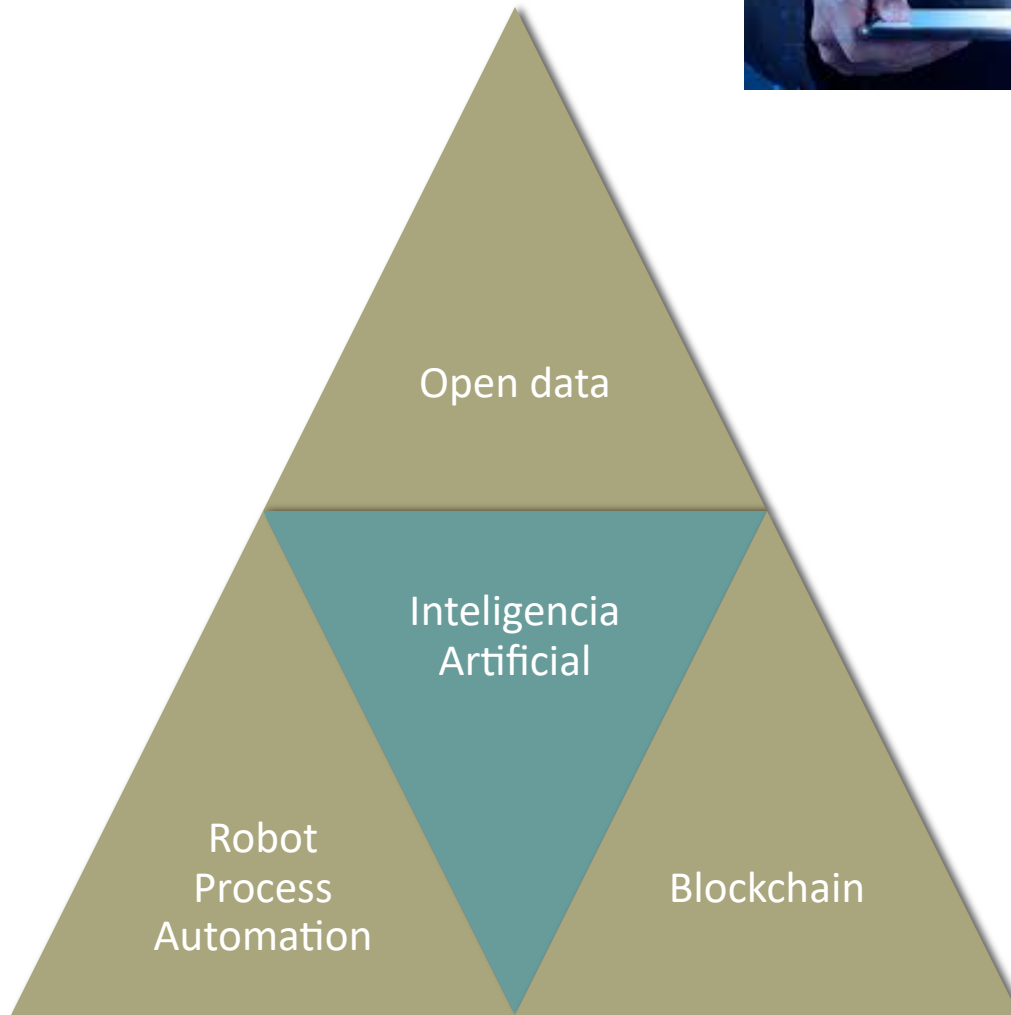 Open data
Inteligencia
Artificial
Robot
Process
Automation
Blockchain